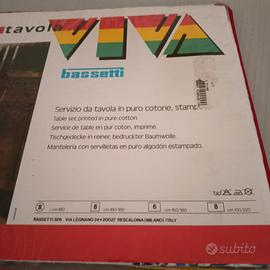 tavola
VIVA
bassetti
Servizio da tavola in puro cotone, stamp
Table set printed in pure cotton.
Service de table en pur coton, imprimé.
Tischgedecke in reiner, bedruckter Baumwolle.
Mantelería con servilletas en puro algodón estampado.
8 8 6 8
BASSETTI SPA VIA LEGNANO 24 • 20027 RESCALDINA (MILANO) ITALY
subito